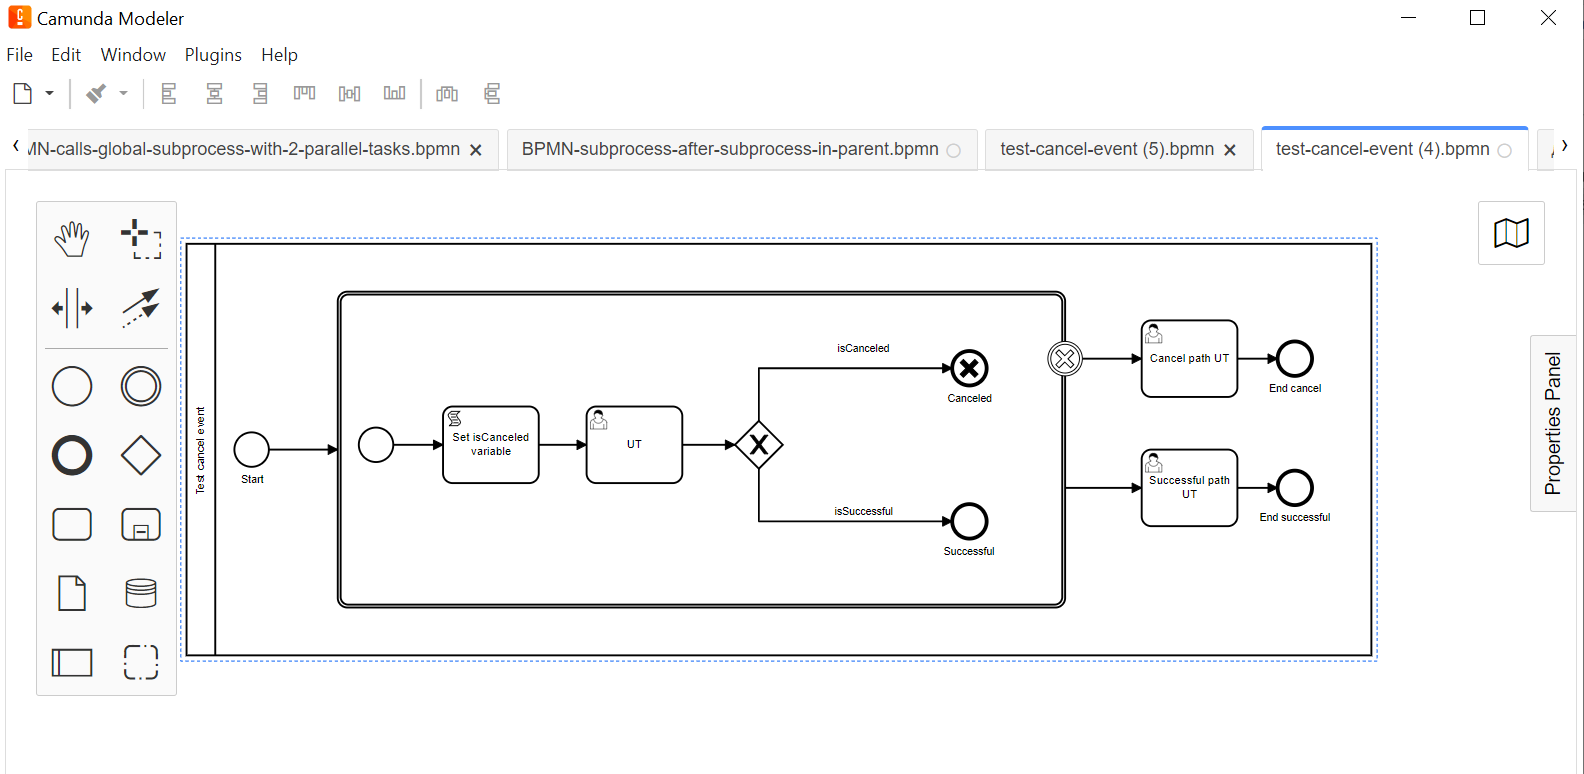 Camunda Modeler
File Edit Window Plugins Help
MN-calls-global-subprocess-with-2-parallel-tasks.bpmn
BPMN-subprocess-after-subprocess-in-parent.bpmn
test-cancel-event (5).bpmn
test-cancel-event (4).bpmn
Test cancel event
Start
Set isCanceled
variable
UT
isCanceled
Canceled
isSuccessful
Successful
Cancel path UT
End cancel
Successful path
UT
End successful
Properties Panel